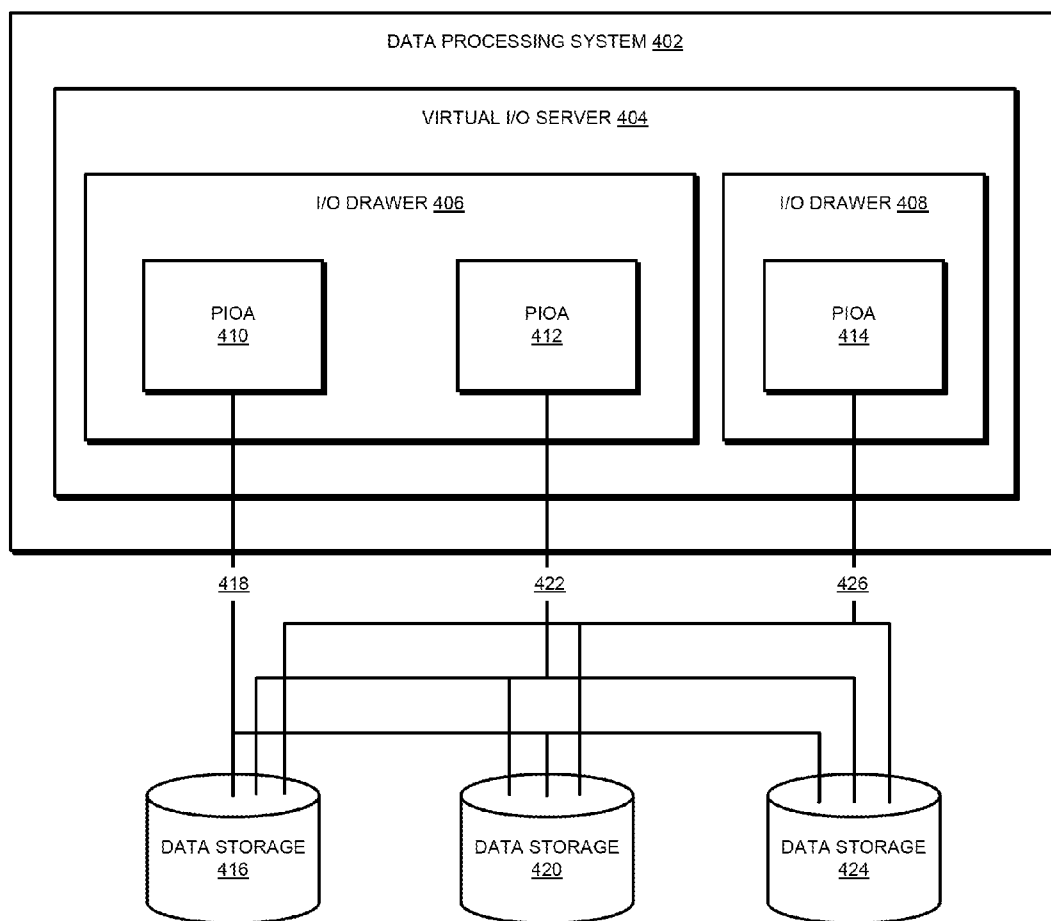 DATA PROCESSING SYSTEM 402
VIRTUAL I/O SERVER 404
I/O DRAWER 406
I/O DRAWER 408
PIOA
410
PIOA
412
PIOA
414
418
422
426
DATA STORAGE
416
DATA STORAGE
420
DATA STORAGE
424